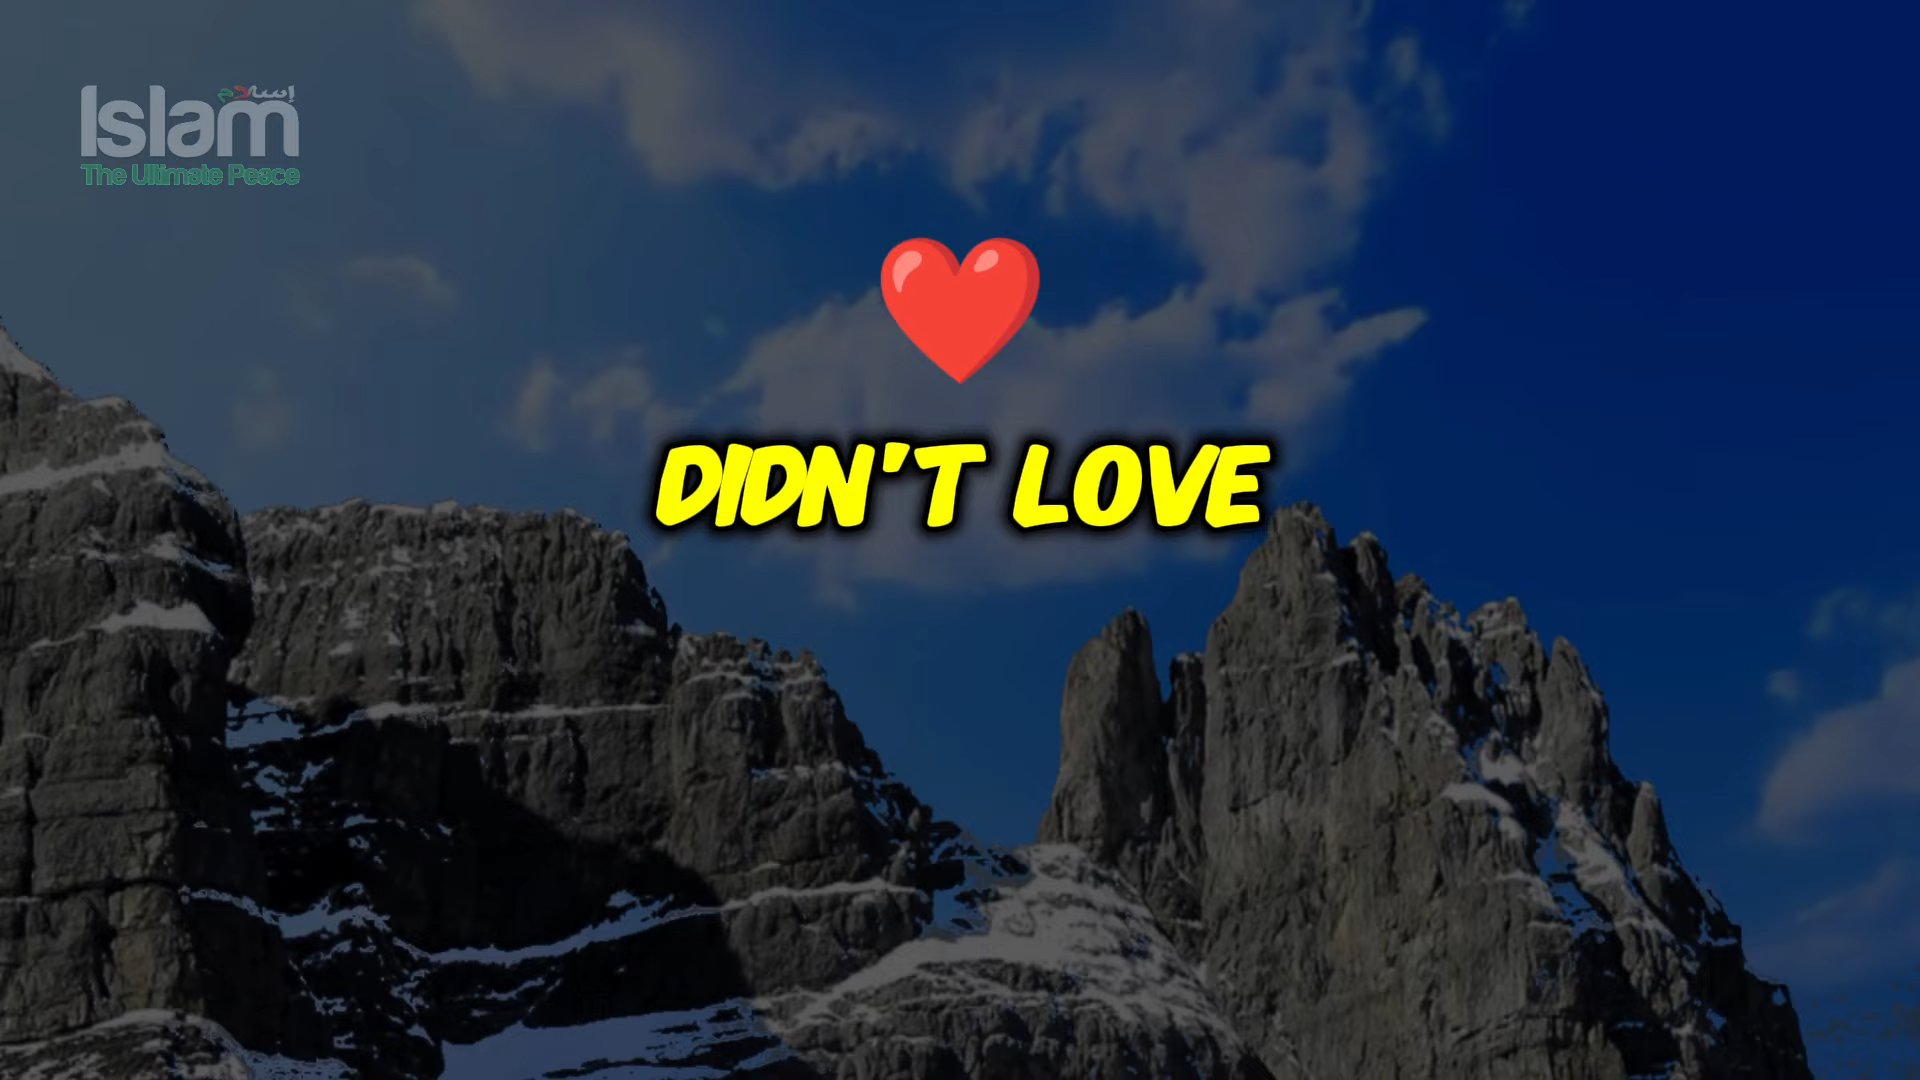 إسلام
Islam
The Ultimate Peace
DIDN'T LOVE